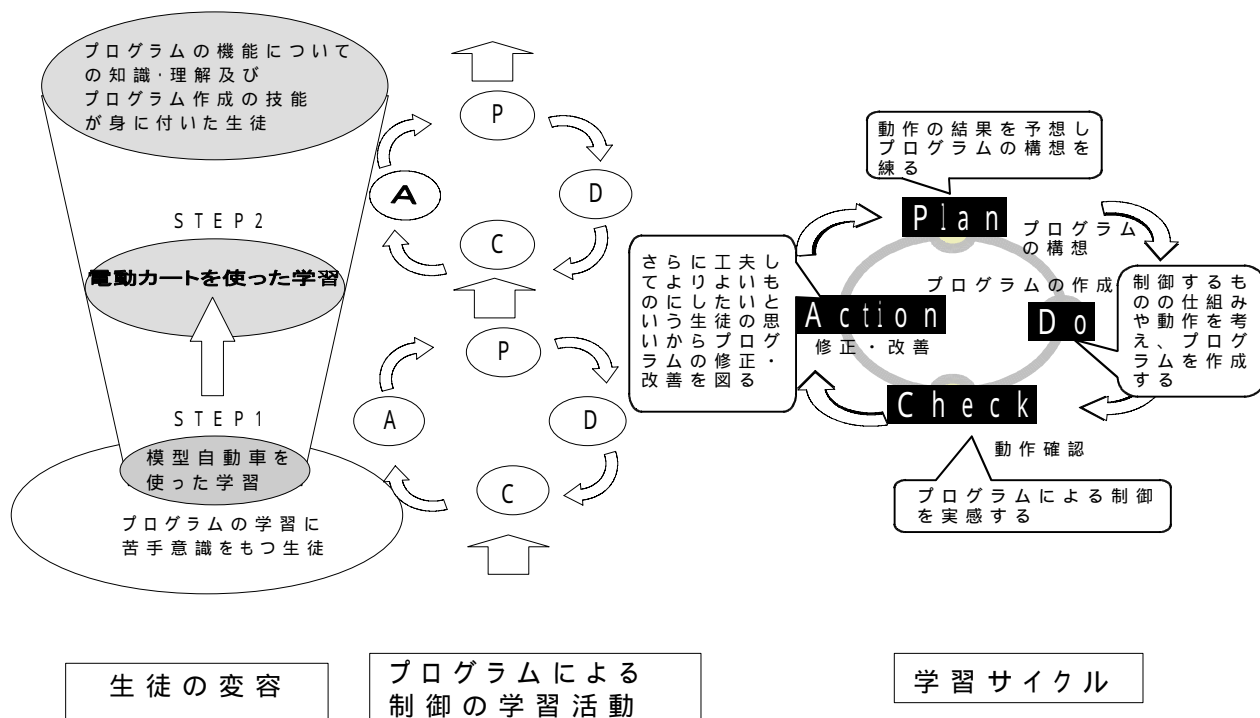 プログラムの機能について
の知識・理解及び
プログラム作成の技能
が身に付いた生徒
STEP2
電動カートを使った学習
STEP1
模型自動車を
使った学習
プログラムの学習に
苦手意識をもつ生徒
生徒の変容
P
D
C
A
P
D
C
A
プログラムによる
制御の学習活動
動作の結果を予想し
プログラムの構想を
練る
Plan
プログラム
の構想
プログラムの作成
Do
制御するも
のの仕組み
や動作を考
え、プログ
ラムを作成
する
Check
動作確認
プログラムによる制御
を実感する
Action
修正・改善
さらに工夫し
てよりよいも
のにしたいと
いう生徒の思
いからプログ
ラムの修正・
改善を図る
学習サイクル